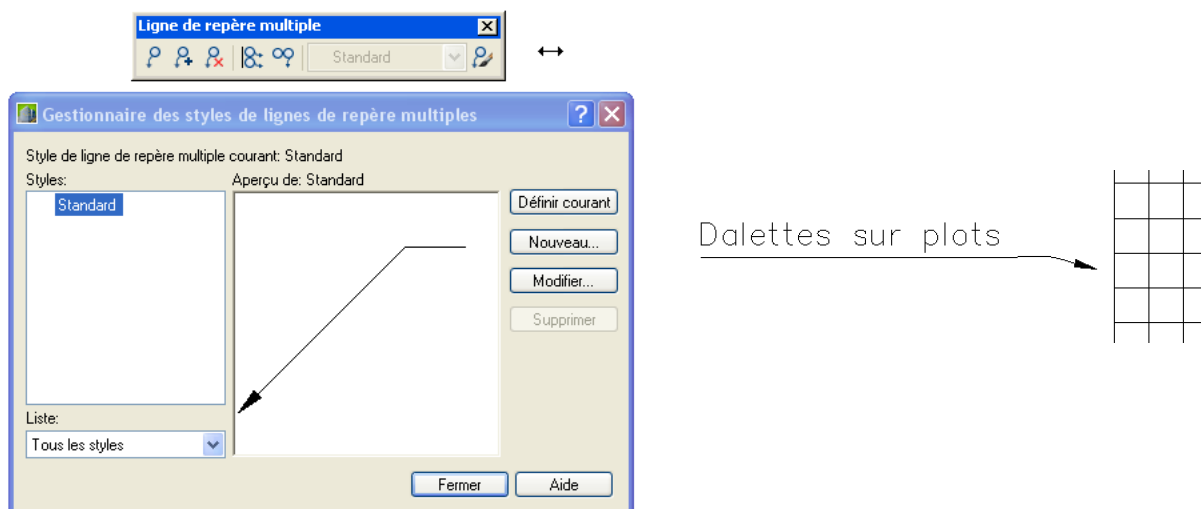 Ligne de repère multiple
Standard
Gestionnaire des styles de lignes de repère multiples
Style de ligne de repère multiple courant: Standard
Styles:
Aperçu de: Standard
Standard
Définir courant
Nouveau...
Modifier...
Supprimer
Liste:
Tous les styles
Fermer
Aide
Dalettes sur plots